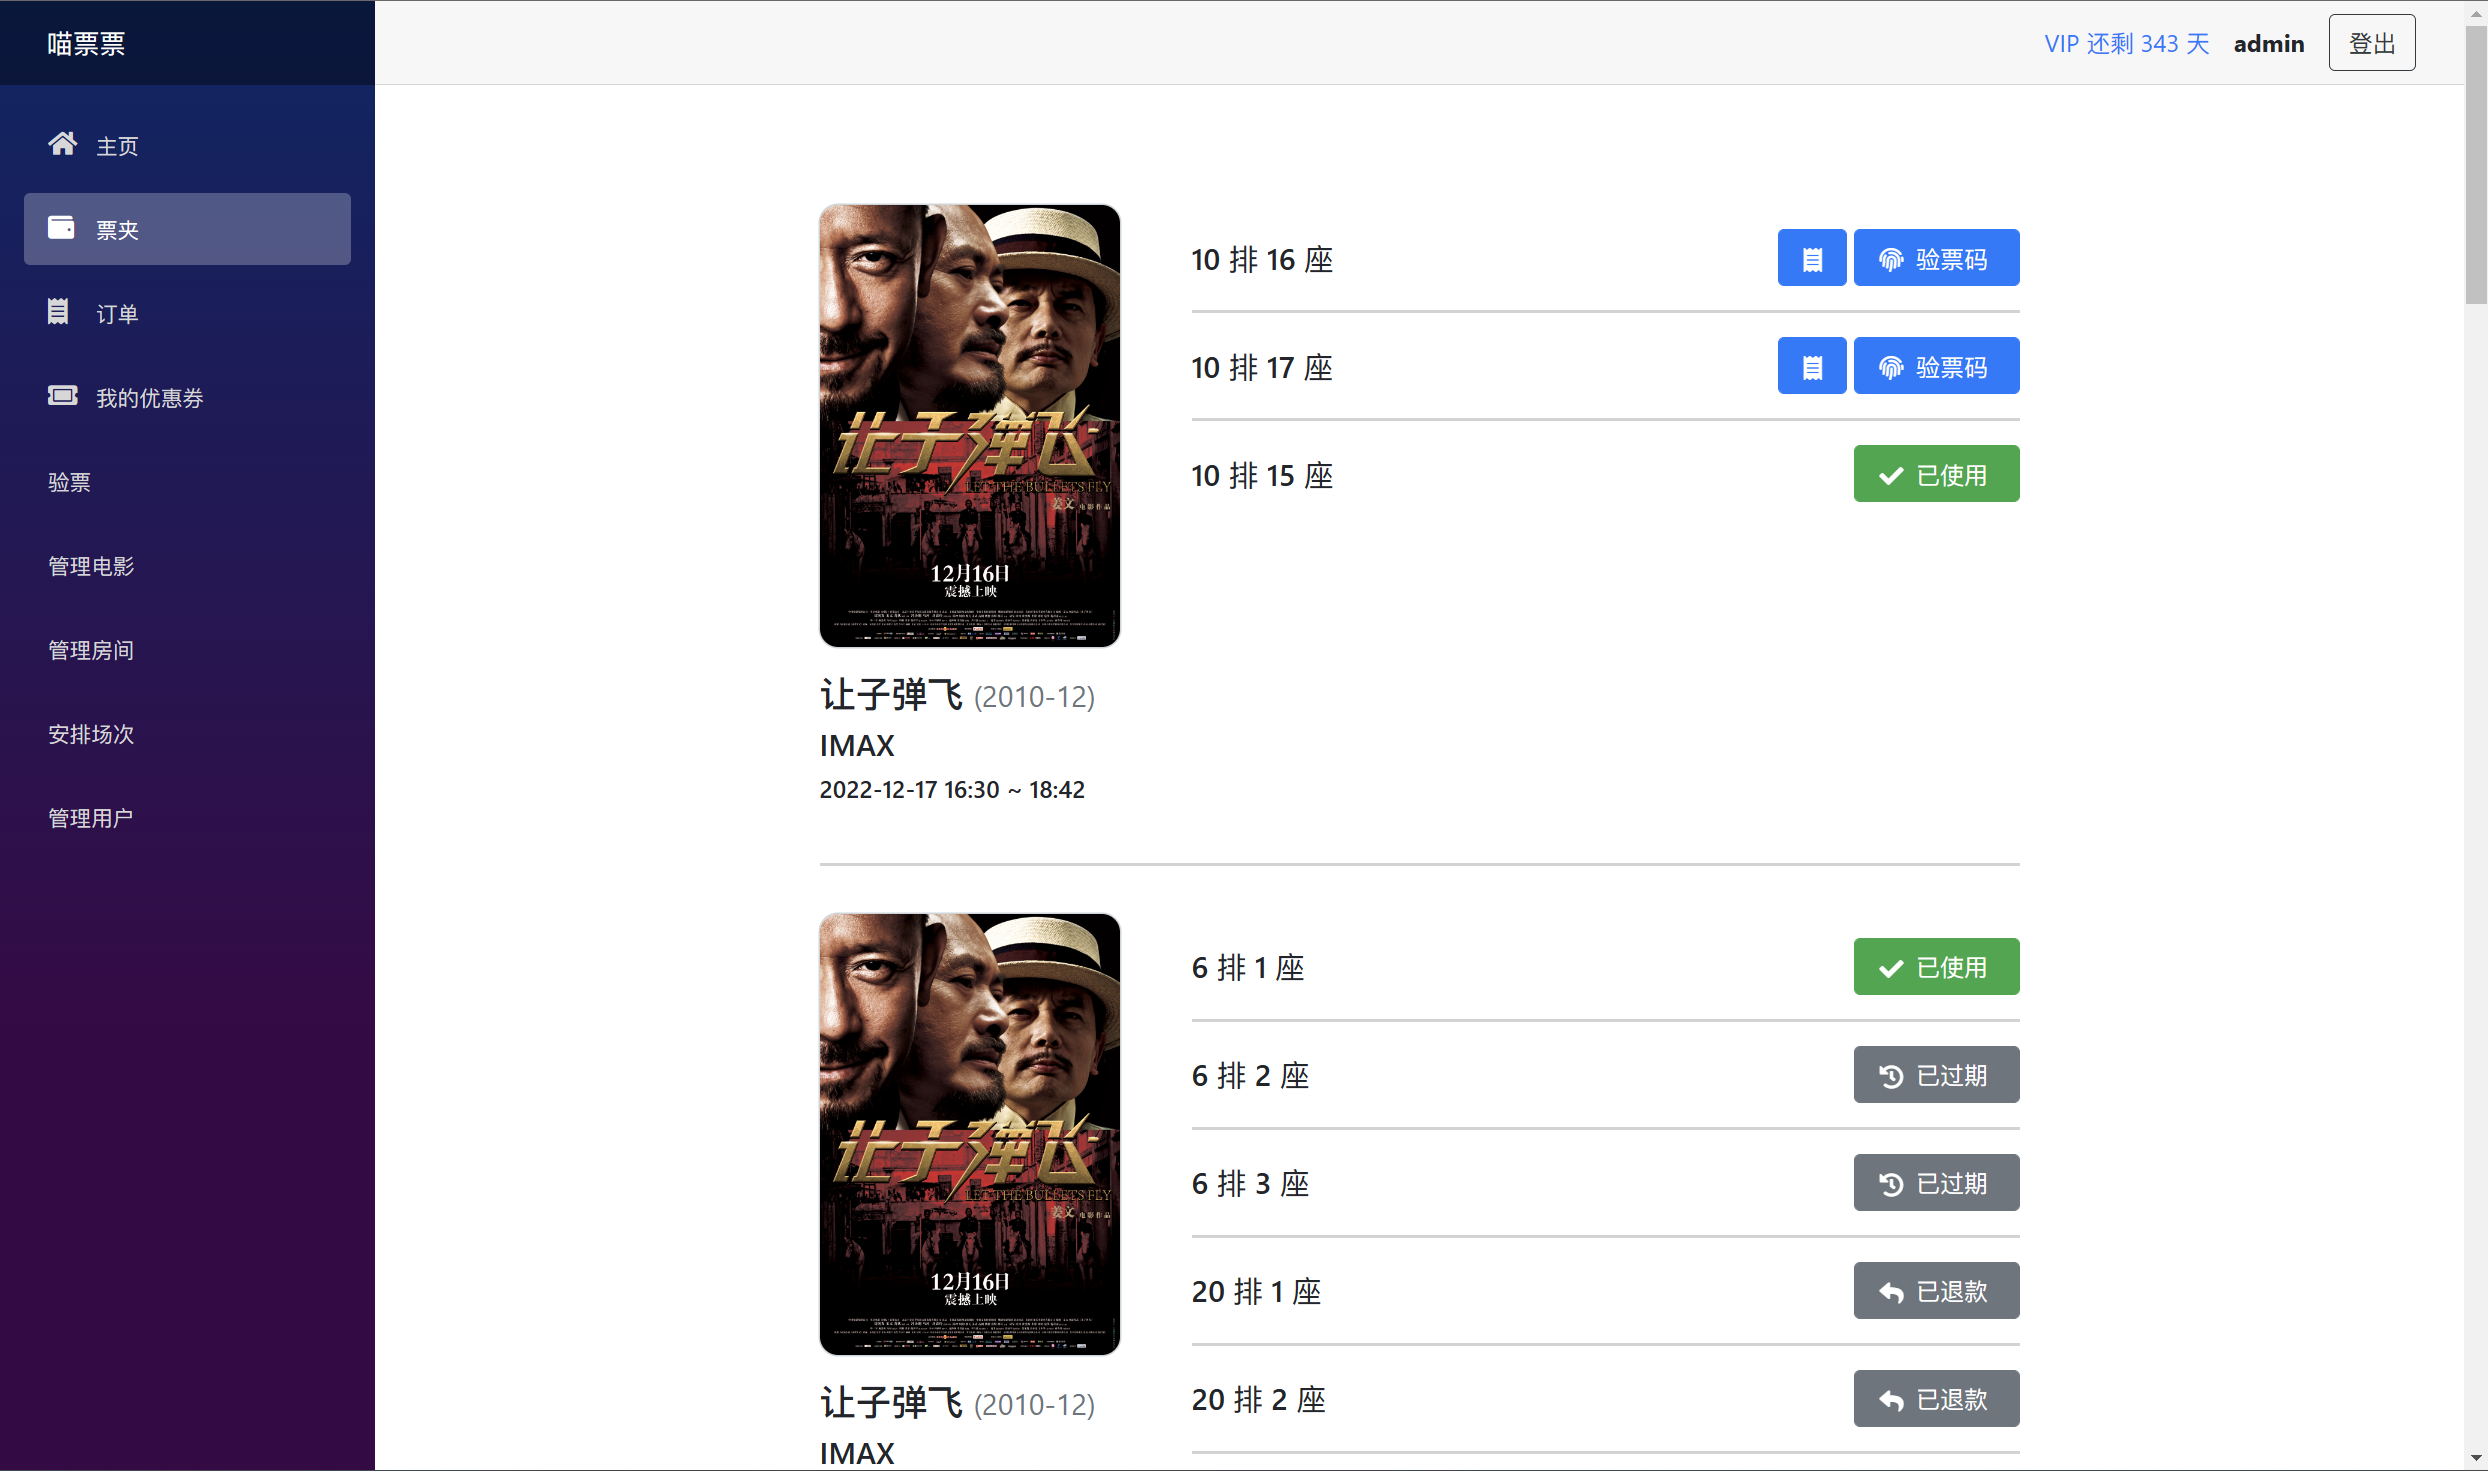 喵票票
VIP 还剩 343 天
admin
登出
主页
票夹
订单
我的优惠券
验票
管理电影
管理房间
安排场次
管理用户
让子弹飞
LET THE BULLETS FLY
姜文 电影作品
12月16日
震撼上映
让子弹飞 (2010-12)
IMAX
2022-12-17 16:30 ~ 18:42
10 排 16 座
验票码
10 排 17 座
验票码
10 排 15 座
已使用
让子弹飞
LET THE BULLETS FLY
姜文 电影作品
12月16日
震撼上映
让子弹飞 (2010-12)
IMAX
6 排 1 座
已使用
6 排 2 座
已过期
6 排 3 座
已过期
20 排 1 座
已退款
20 排 2 座
已退款